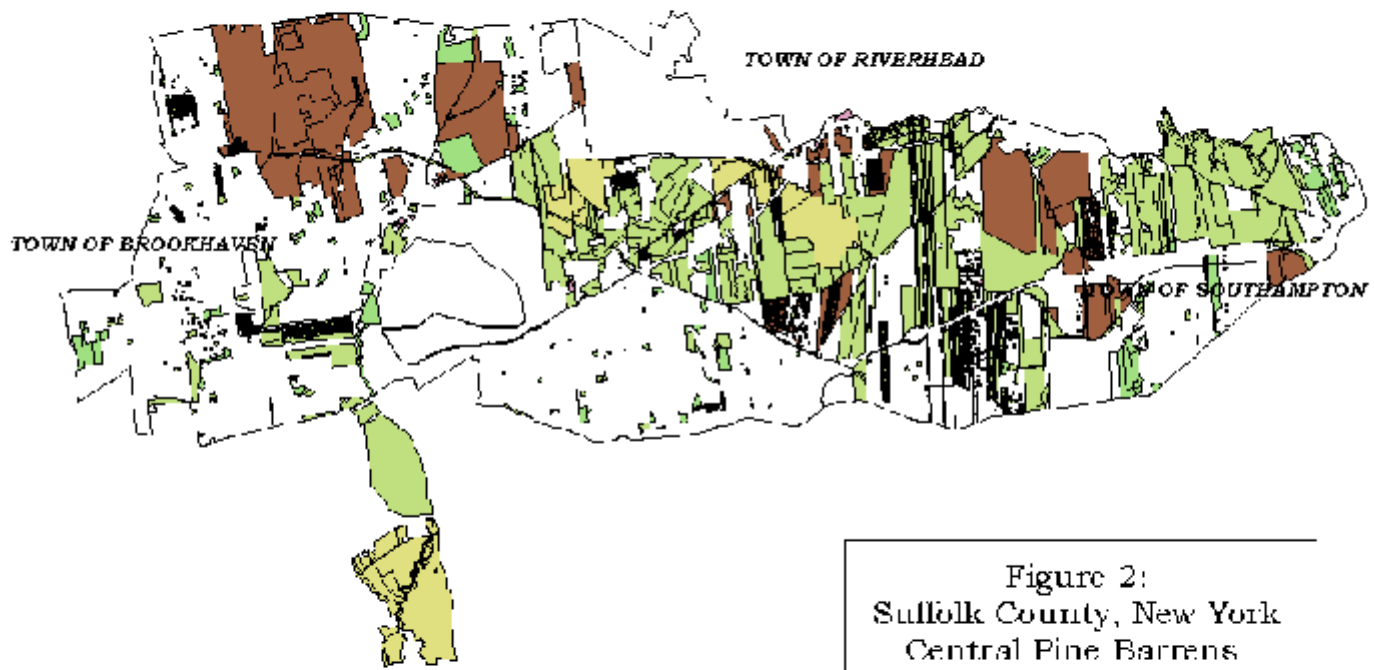 TOWN OF RIVERHEAD
TOWN OF BROOKHAVEN
TOWN OF SOUTHAMPTON
Figure 2:
Suffolk County, New York
Central Pine Barrens